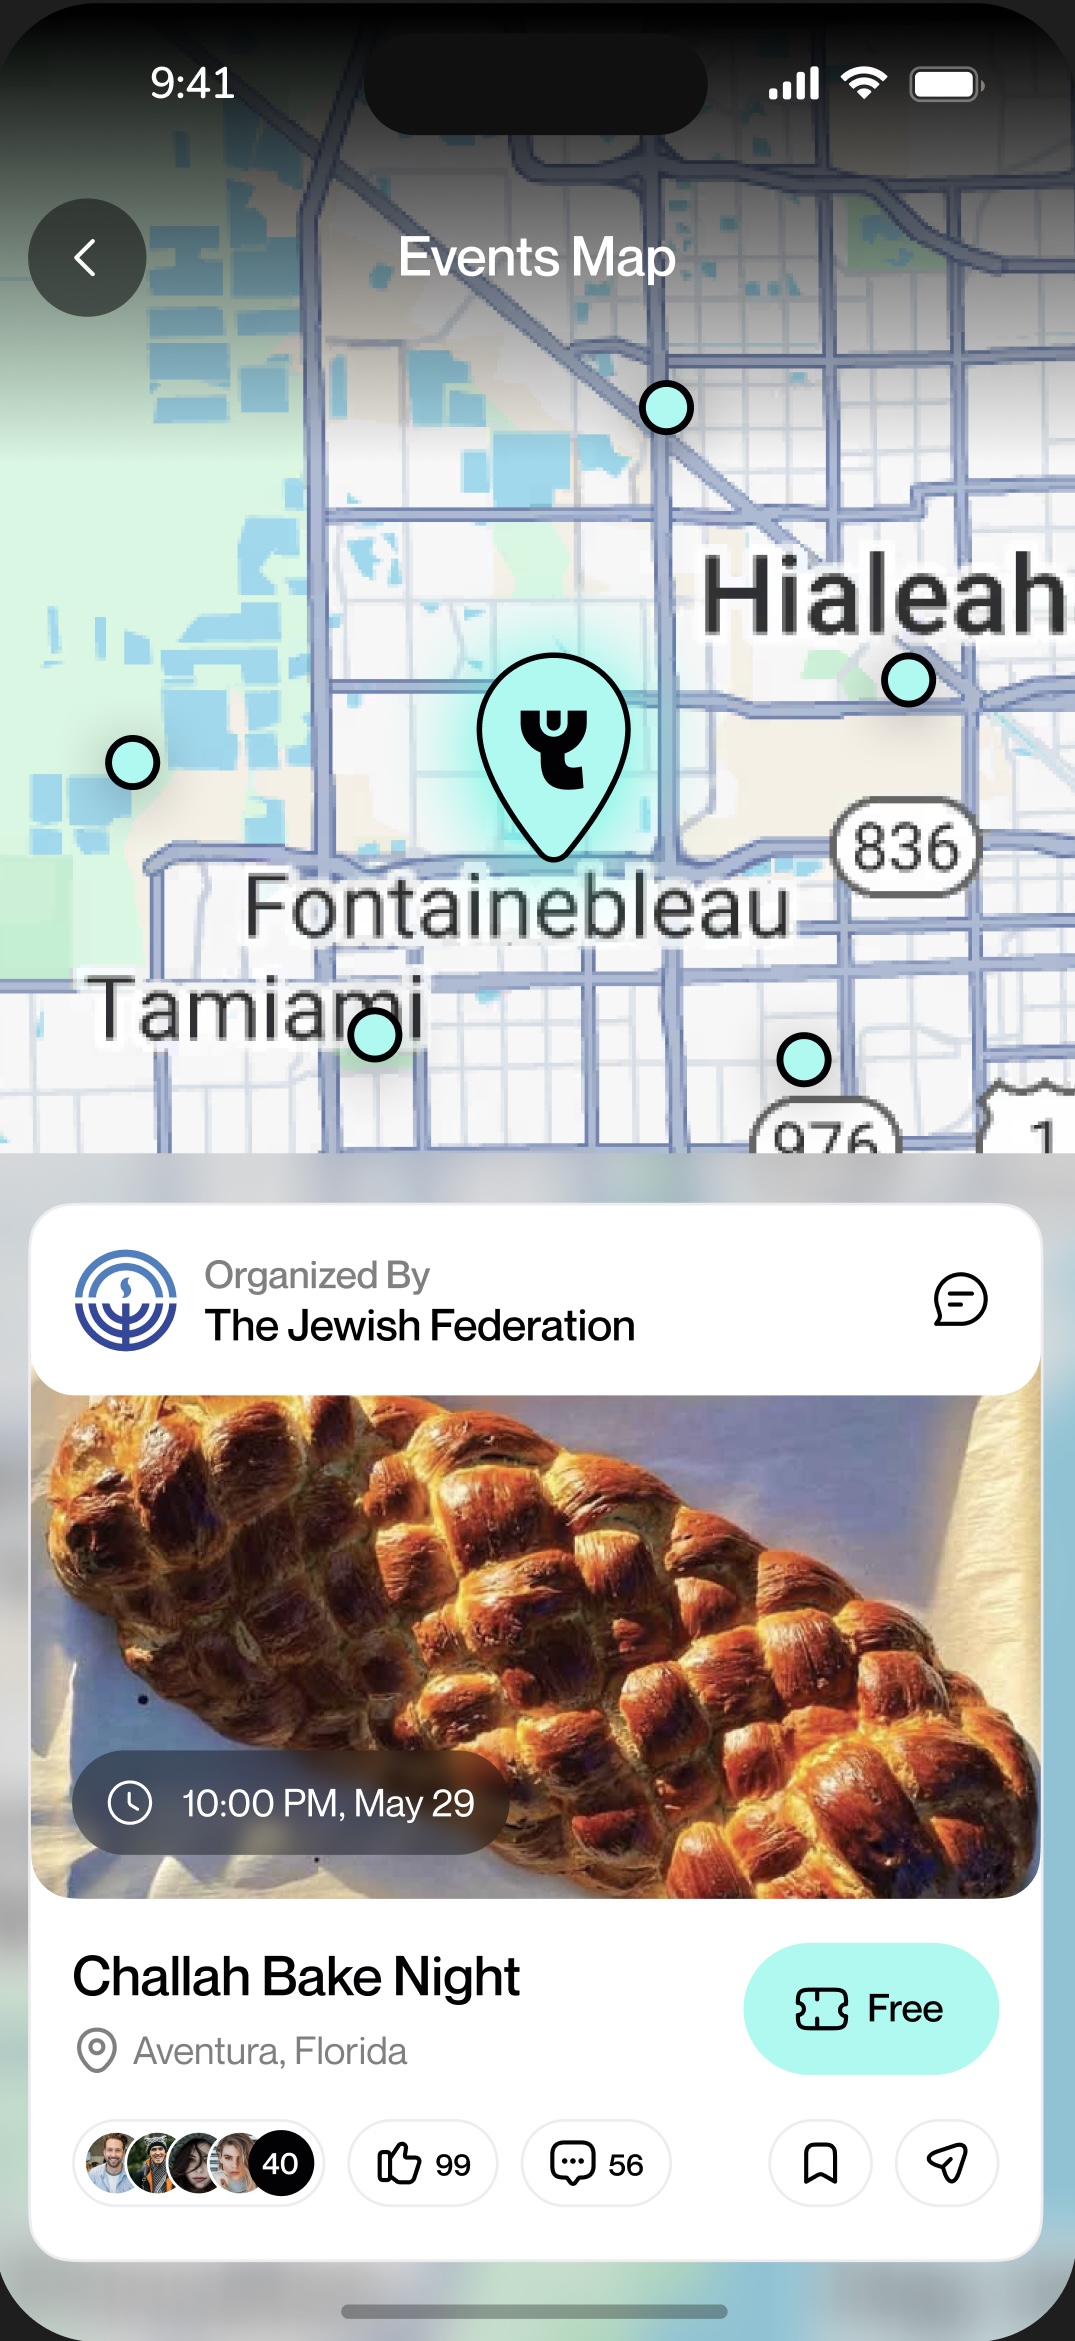 9:41
Events Map
Hialeah
836
Fontainebleau
Tamiami
976
1
Organized By
The Jewish Federation
10:00 PM, May 29
Challah Bake Night
Free
Aventura, Florida
40
99
56